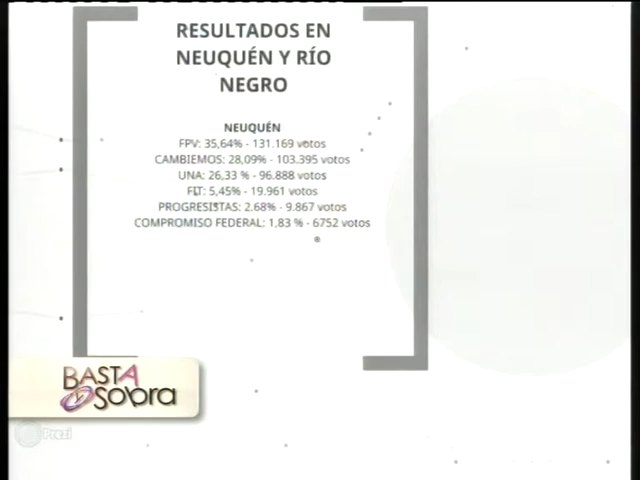 RESULTADOS EN
NEUQUÉN Y RÍO
NEGRO
NEUQUÉN
FPV: 35,64% - 131.169 votos
CAMBIEMOS: 28,09% - 103.395 votos
UNA: 26,33 % - 96.888 votos
FIT: 5,45% - 19.961 votos
PROGRESISTAS: 2.68% - 9.867 votos
COMPROMISO FEDERAL: 1,83 % - 6752 votos
BASTA
y Sobra
Prezi